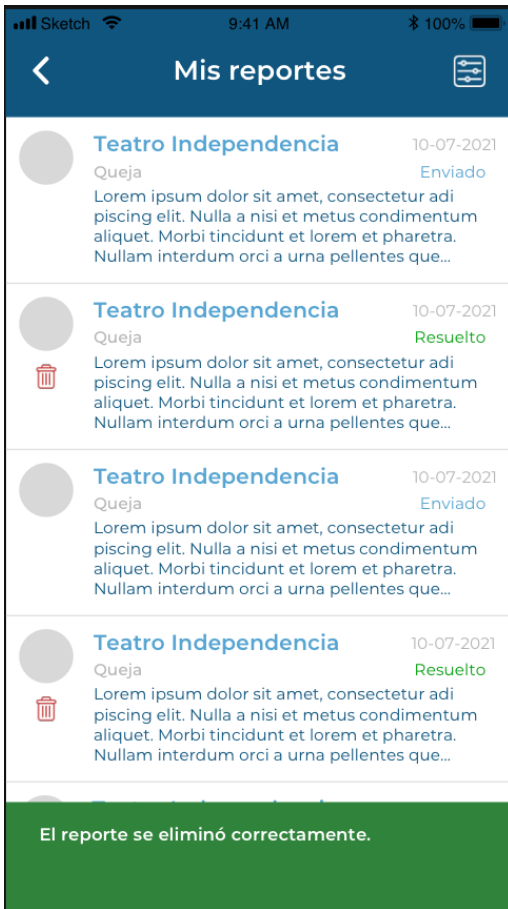 Sketch 9:41 AM 100%
Mis reportes
Teatro Independencia 10-07-2021
Queja Enviado
Lorem ipsum dolor sit amet, consectetur adi
piscing elit. Nulla a nisi et metus condimentum
aliquet. Morbi tincidunt et lorem et pharetra.
Nullam interdum orci a urna pellentes que...
Teatro Independencia 10-07-2021
Queja Resuelto
Lorem ipsum dolor sit amet, consectetur adi
piscing elit. Nulla a nisi et metus condimentum
aliquet. Morbi tincidunt et lorem et pharetra.
Nullam interdum orci a urna pellentes que...
Teatro Independencia 10-07-2021
Queja Enviado
Lorem ipsum dolor sit amet, consectetur adi
piscing elit. Nulla a nisi et metus condimentum
aliquet. Morbi tincidunt et lorem et pharetra.
Nullam interdum orci a urna pellentes que...
Teatro Independencia 10-07-2021
Queja Resuelto
Lorem ipsum dolor sit amet, consectetur adi
piscing elit. Nulla a nisi et metus condimentum
aliquet. Morbi tincidunt et lorem et pharetra.
Nullam interdum orci a urna pellentes que...
El reporte se eliminó correctamente.